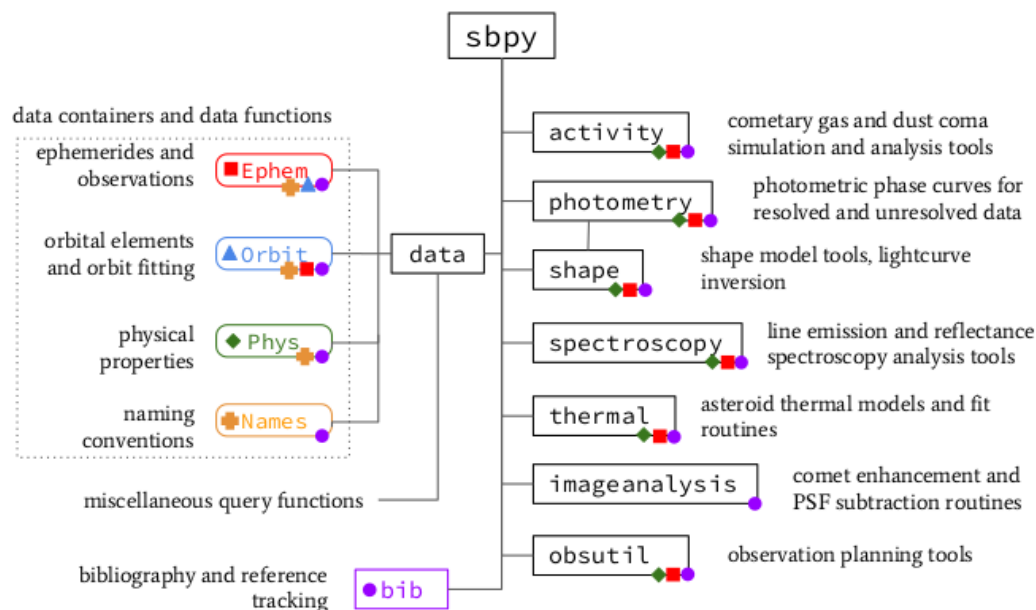 sbpy
data containers and data functions
ephemerides and
observations
Ephem
orbital elements
and orbit fitting
Orbit
physical
properties
Phys
naming
conventions
Names
data
miscellaneous query functions
bibliography and reference
tracking
bib
activity
cometary gas and dust coma
simulation and analysis tools
photometry
photometric phase curves for
resolved and unresolved data
shape
shape model tools, lightcurve
inversion
spectroscopy
line emission and reflectance
spectroscopy analysis tools
thermal
asteroid thermal models and fit
routines
imageanalysis
comet enhancement and
PSF subtraction routines
obsutil
observation planning tools